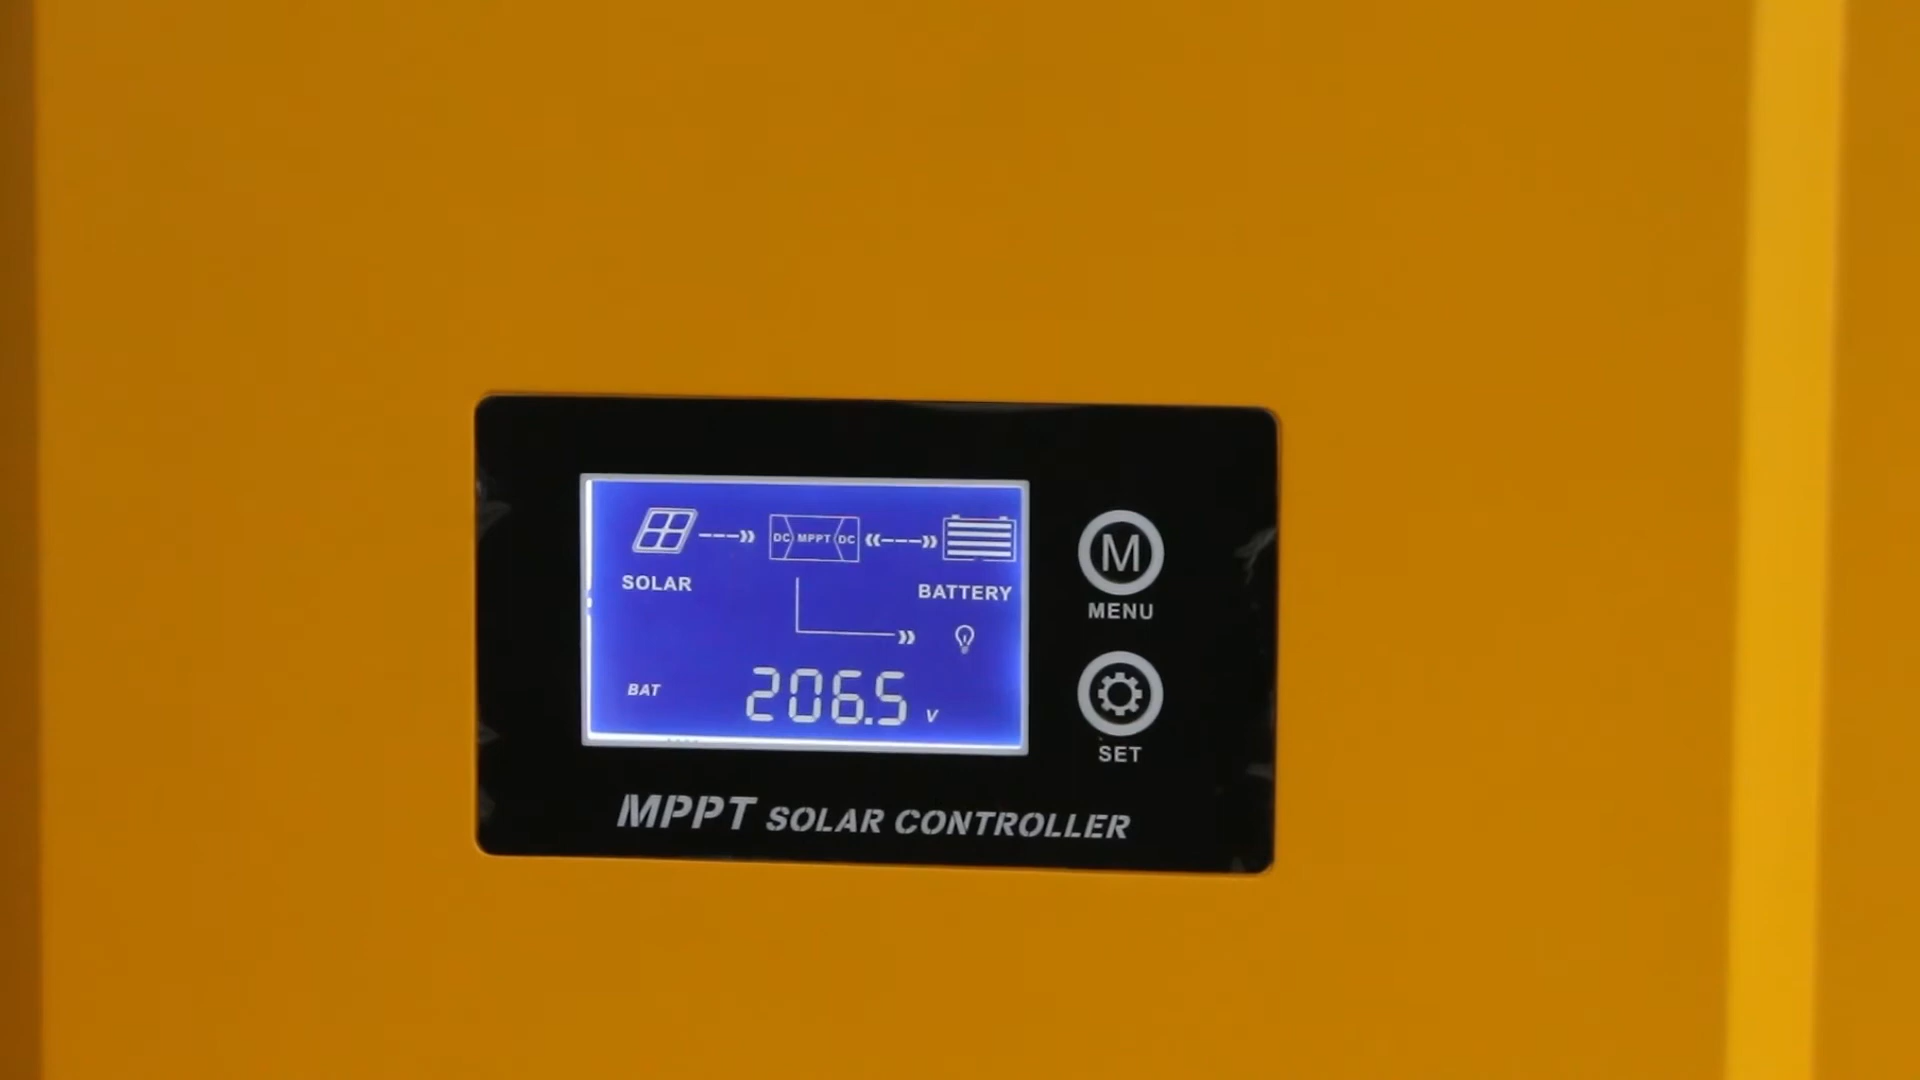 DC MPPT DC
SOLAR
BATTERY
BAT 206.5 V
M
MENU
SET
MPPT SOLAR CONTROLLER